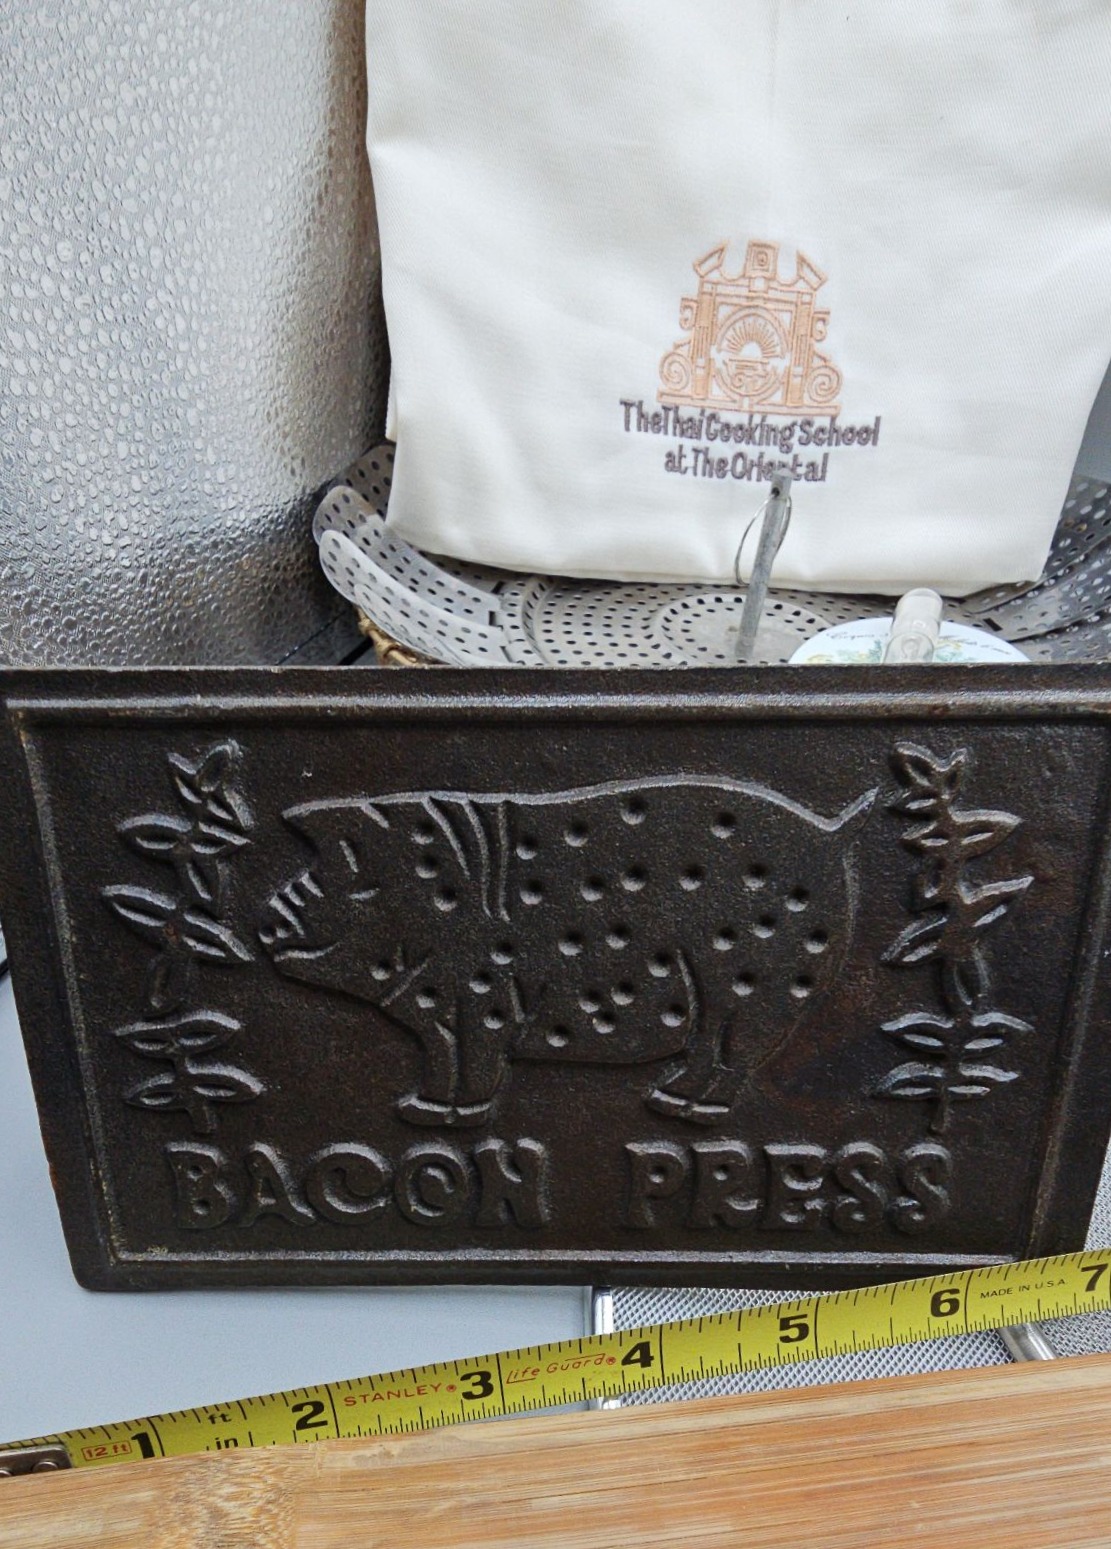 TheThaiCookingSchool
at The Oriental
BACON PRESS
12 ft 1 ft in 2 STANLEY® 3 Life Guard® 4 5 6 MADE IN U.S.A. 7